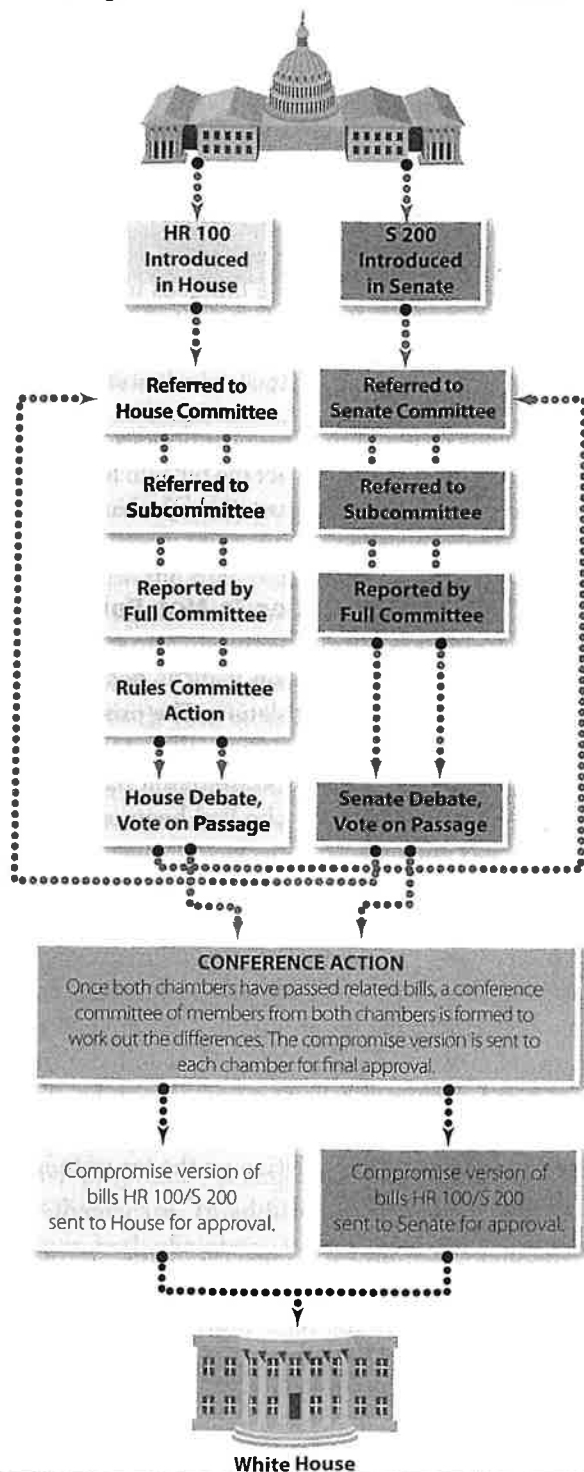 HR 100
Introduced
in House
S 200
Introduced
in Senate
Referred to
House Committee
Referred to
Senate Committee
Referred to
Subcommittee
Referred to
Subcommittee
Reported by
Full Committee
Reported by
Full Committee
Rules Committee
Action
House Debate,
Vote on Passage
Senate Debate,
Vote on Passage
CONFERENCE ACTION
Once both chambers have passed related bills, a conference
committee of members from both chambers is formed to
work out the differences. The compromise version is sent to
each chamber for final approval.
Compromise version of
bills HR 100/S 200
sent to House for approval.
Compromise version of
bills HR 100/S 200
sent to Senate for approval.
White House